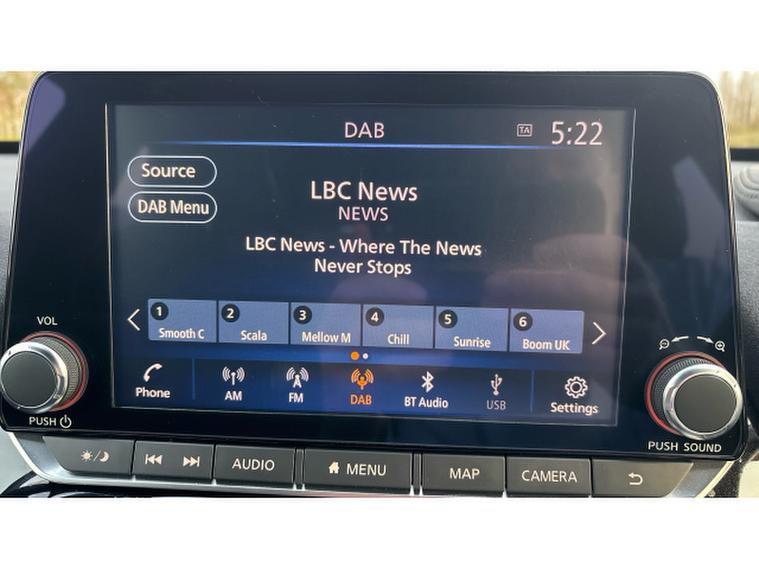 DAB
TA
5:22
Source
DAB Menu
LBC News
NEWS
LBC News - Where The News
Never Stops
1 2 3 4 5 6
Smooth C Scala Mellow M Chill Sunrise Boom UK
Phone AM FM DAB BT Audio USB Settings
VOL
PUSH
PUSH SOUND
AUDIO MENU MAP CAMERA